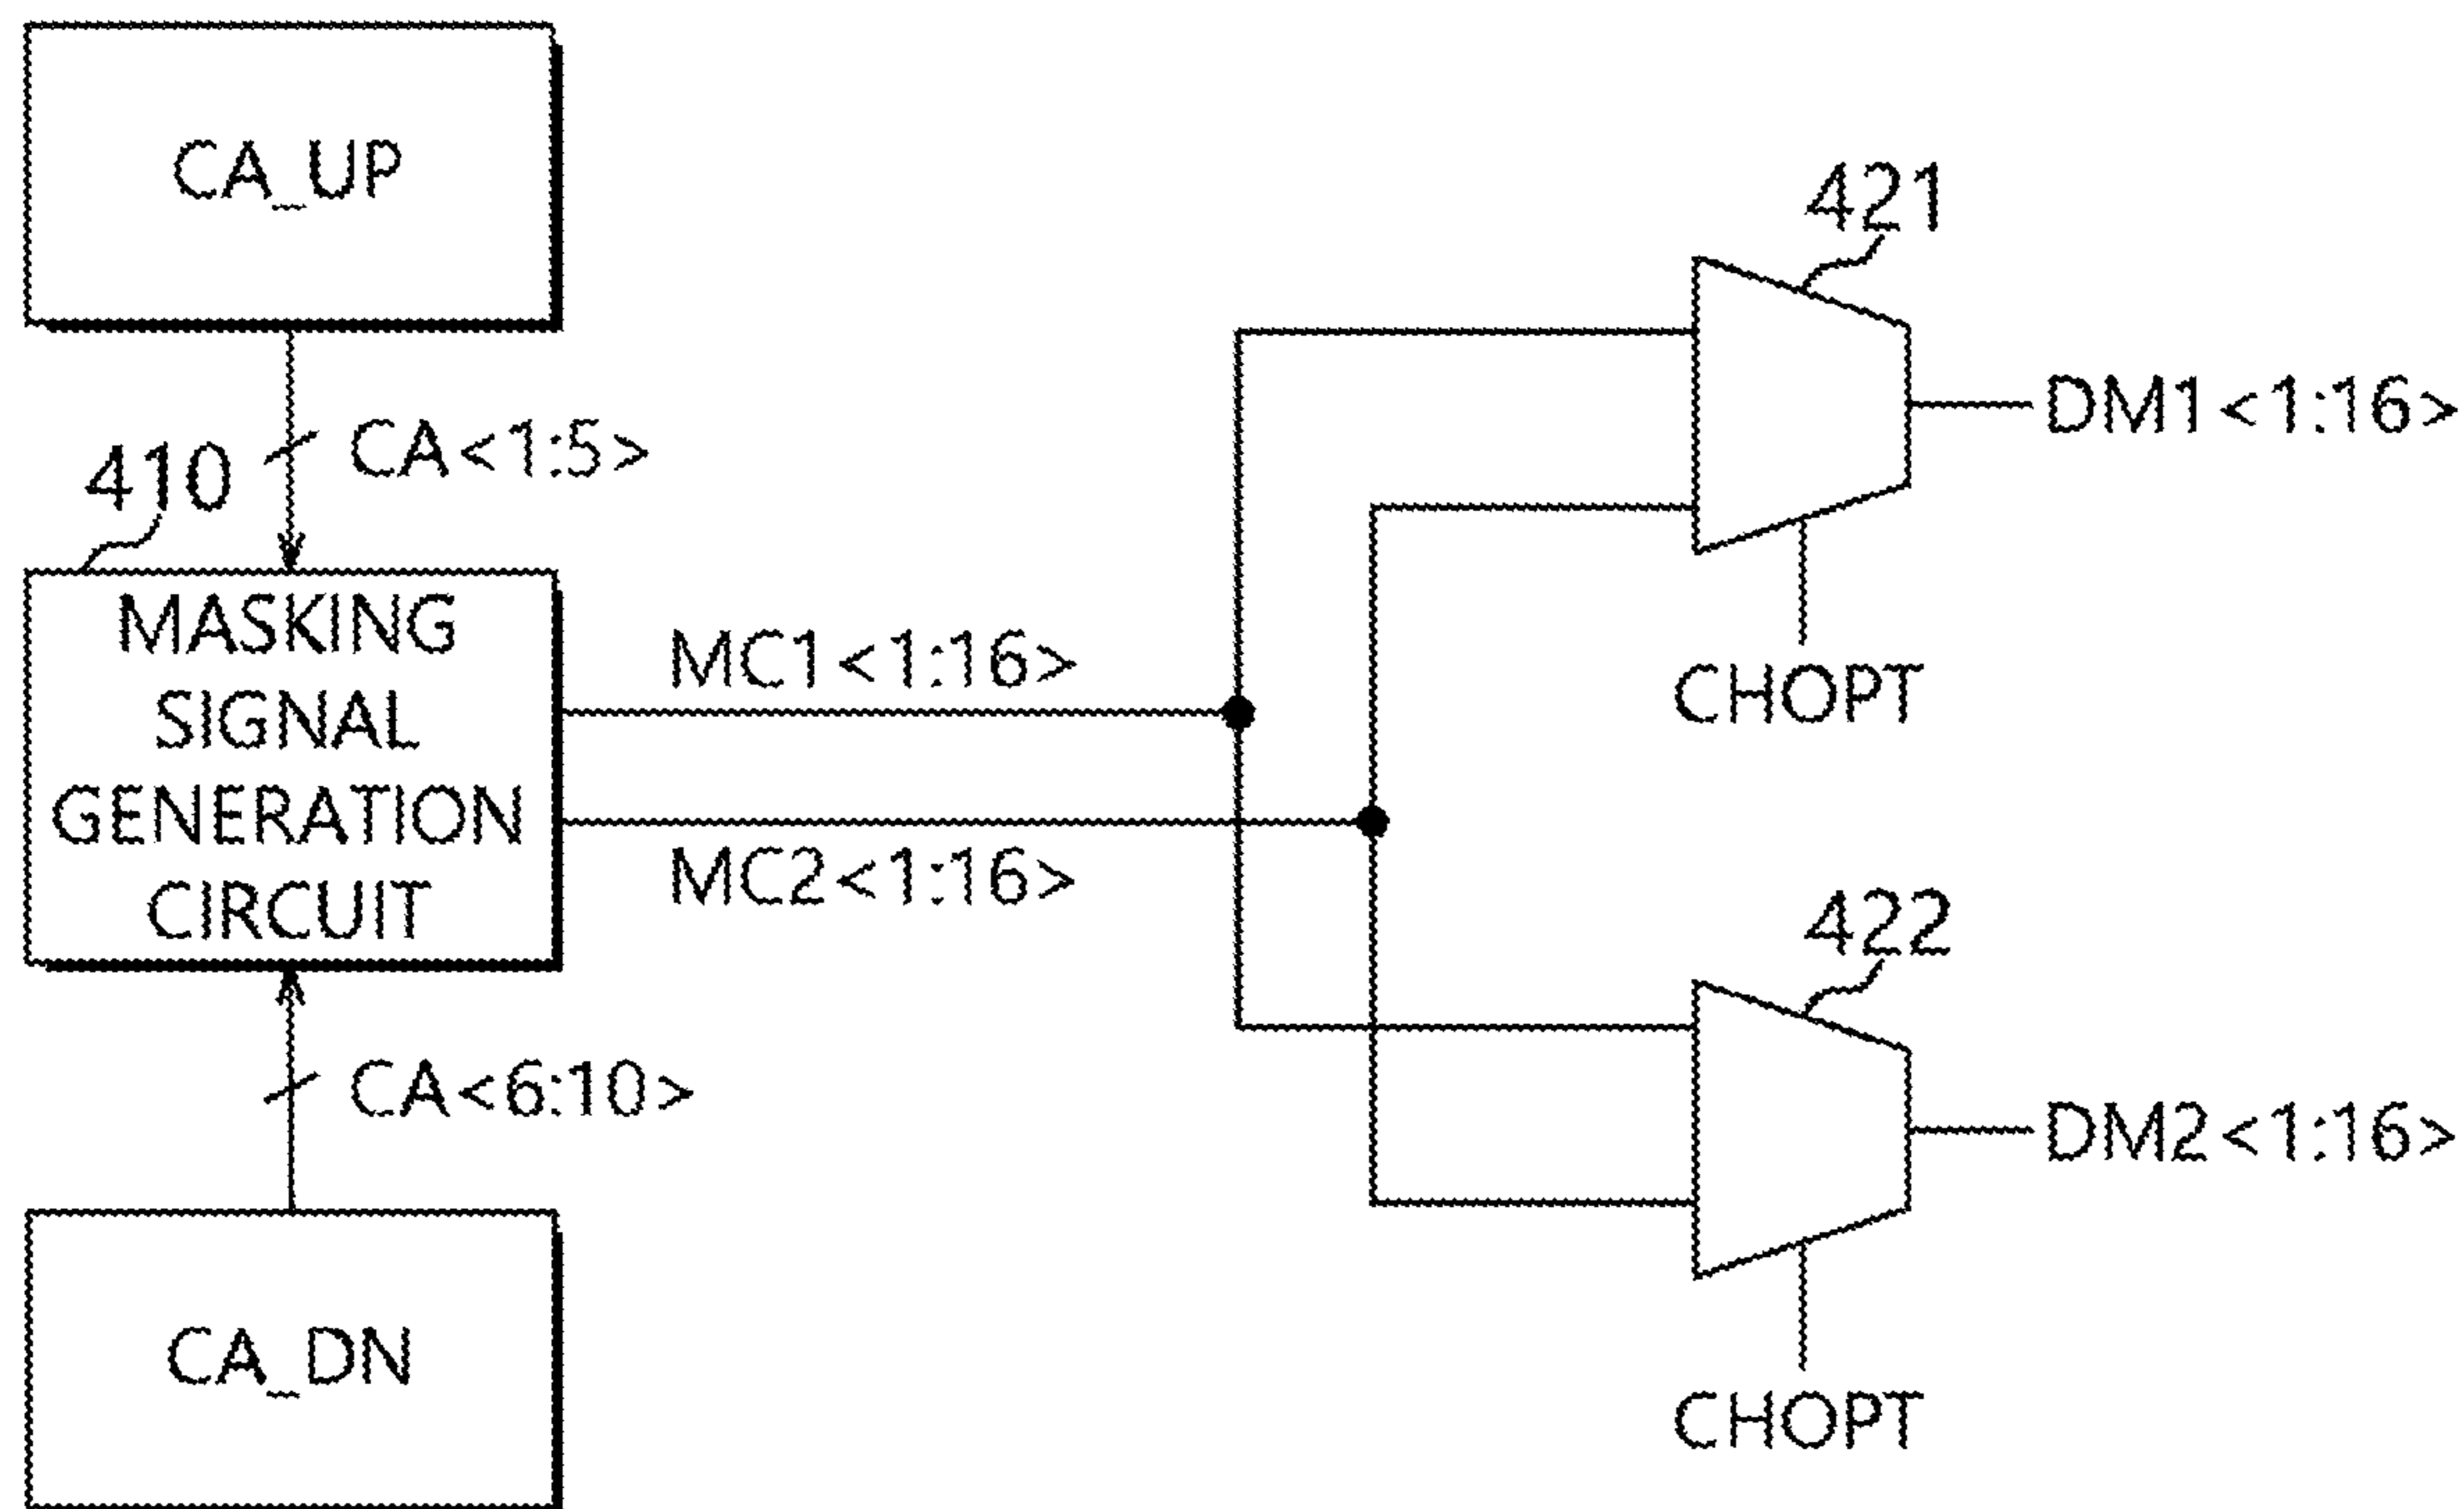 CA_UP
421
DM1<1:16>
410
CA<1:5>
MASKING
SIGNAL
GENERATION
CIRCUIT
MC1<1:16>
CHOPT
MC2<1:16>
422
CA<6:10>
DM2<1:16>
CA_DN
CHOPT